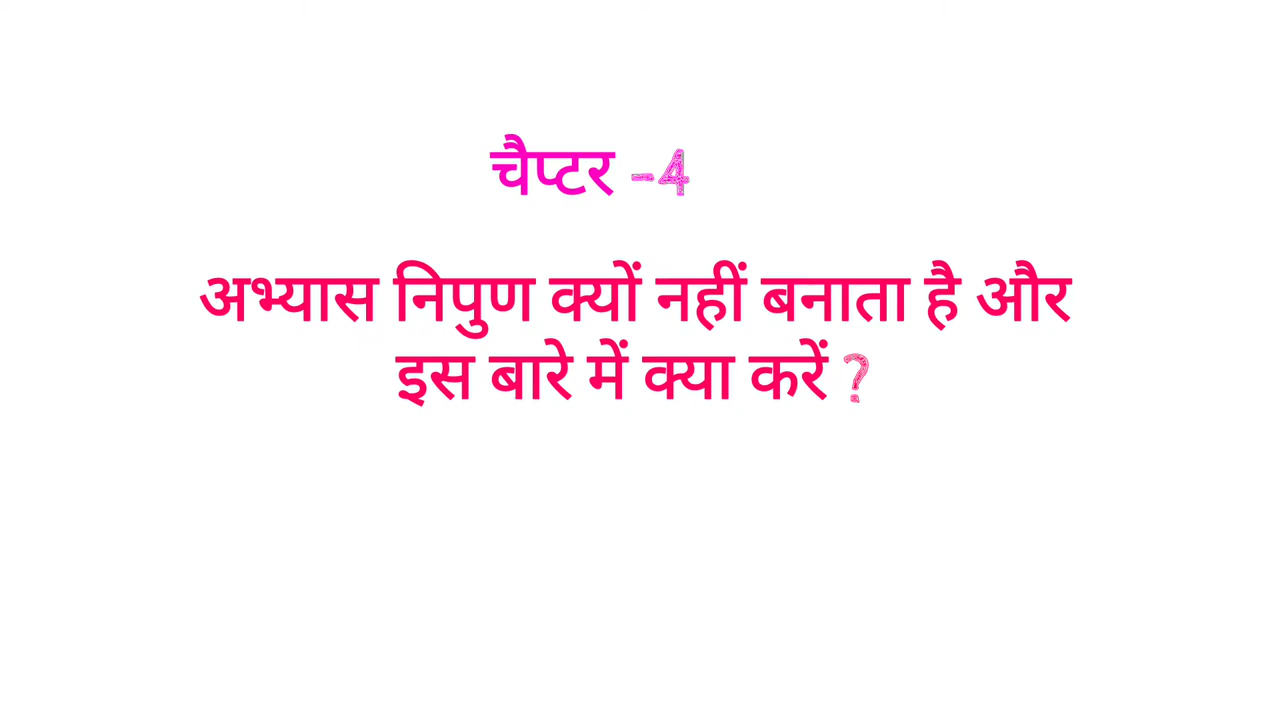 चैप्टर -4
अभ्यास निपुण क्यों नहीं बनाता है और
इस बारे में क्या करें ?